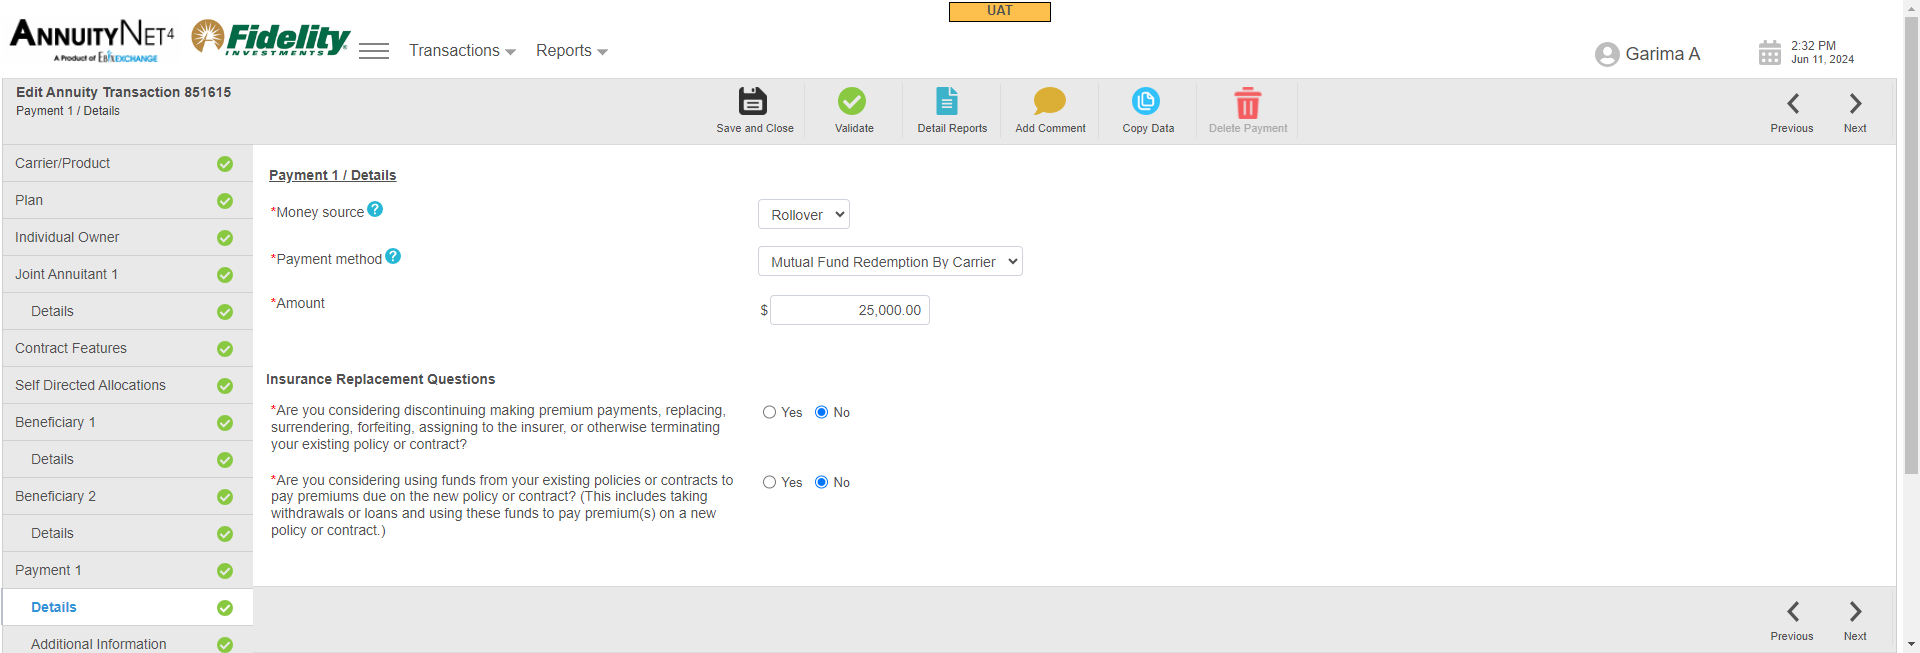 UAT
ANNUITYNET4
A Product of EbixEXCHANGE
Fidelity
INVESTMENTS
Transactions
Reports
Garima A
2:32 PM
Jun 11, 2024
Edit Annuity Transaction 851615
Payment 1 / Details
Save and Close
Validate
Detail Reports
Add Comment
Copy Data
Delete Payment
Previous
Next
Carrier/Product
Plan
Individual Owner
Joint Annuitant 1
Details
Contract Features
Self Directed Allocations
Beneficiary 1
Details
Beneficiary 2
Details
Payment 1
Details
Additional Information
Payment 1 / Details
*Money source ?
Rollover
*Payment method ?
Mutual Fund Redemption By Carrier
*Amount
$ 25,000.00
Insurance Replacement Questions
*Are you considering discontinuing making premium payments, replacing,
surrendering, forfeiting, assigning to the insurer, or otherwise terminating
your existing policy or contract?
Yes No
*Are you considering using funds from your existing policies or contracts to
pay premiums due on the new policy or contract? (This includes taking
withdrawals or loans and using these funds to pay premium(s) on a new
policy or contract.)
Yes No
Previous
Next